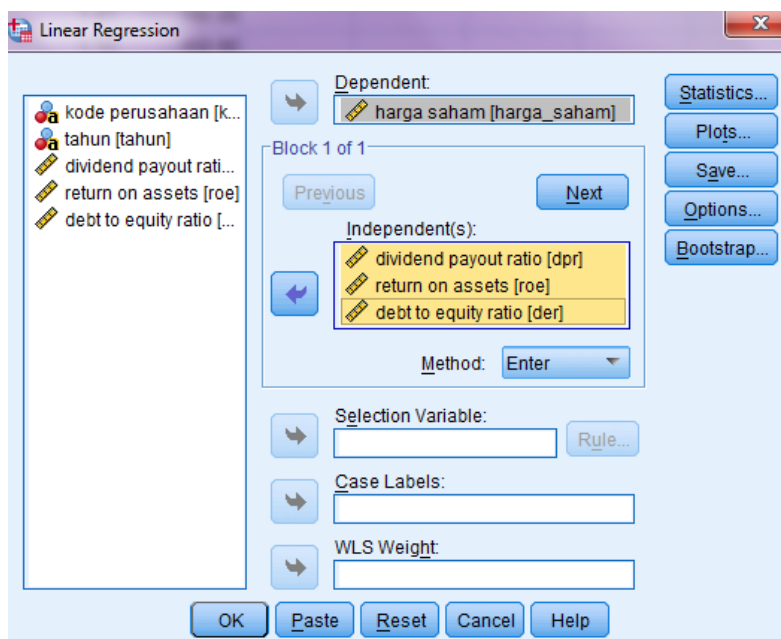 Linear Regression
kode perusahaan [k...
tahun [tahun]
dividend payout rati...
return on assets [roe]
debt to equity ratio [...
Dependent:
harga saham [harga_saham]
Block 1 of 1
Previous
Next
Independent(s):
dividend payout ratio [dpr]
return on assets [roe]
debt to equity ratio [der]
Method: Enter
Selection Variable:
Rule...
Case Labels:
WLS Weight:
Statistics...
Plots...
Save...
Options...
Bootstrap...
OK Paste Reset Cancel Help